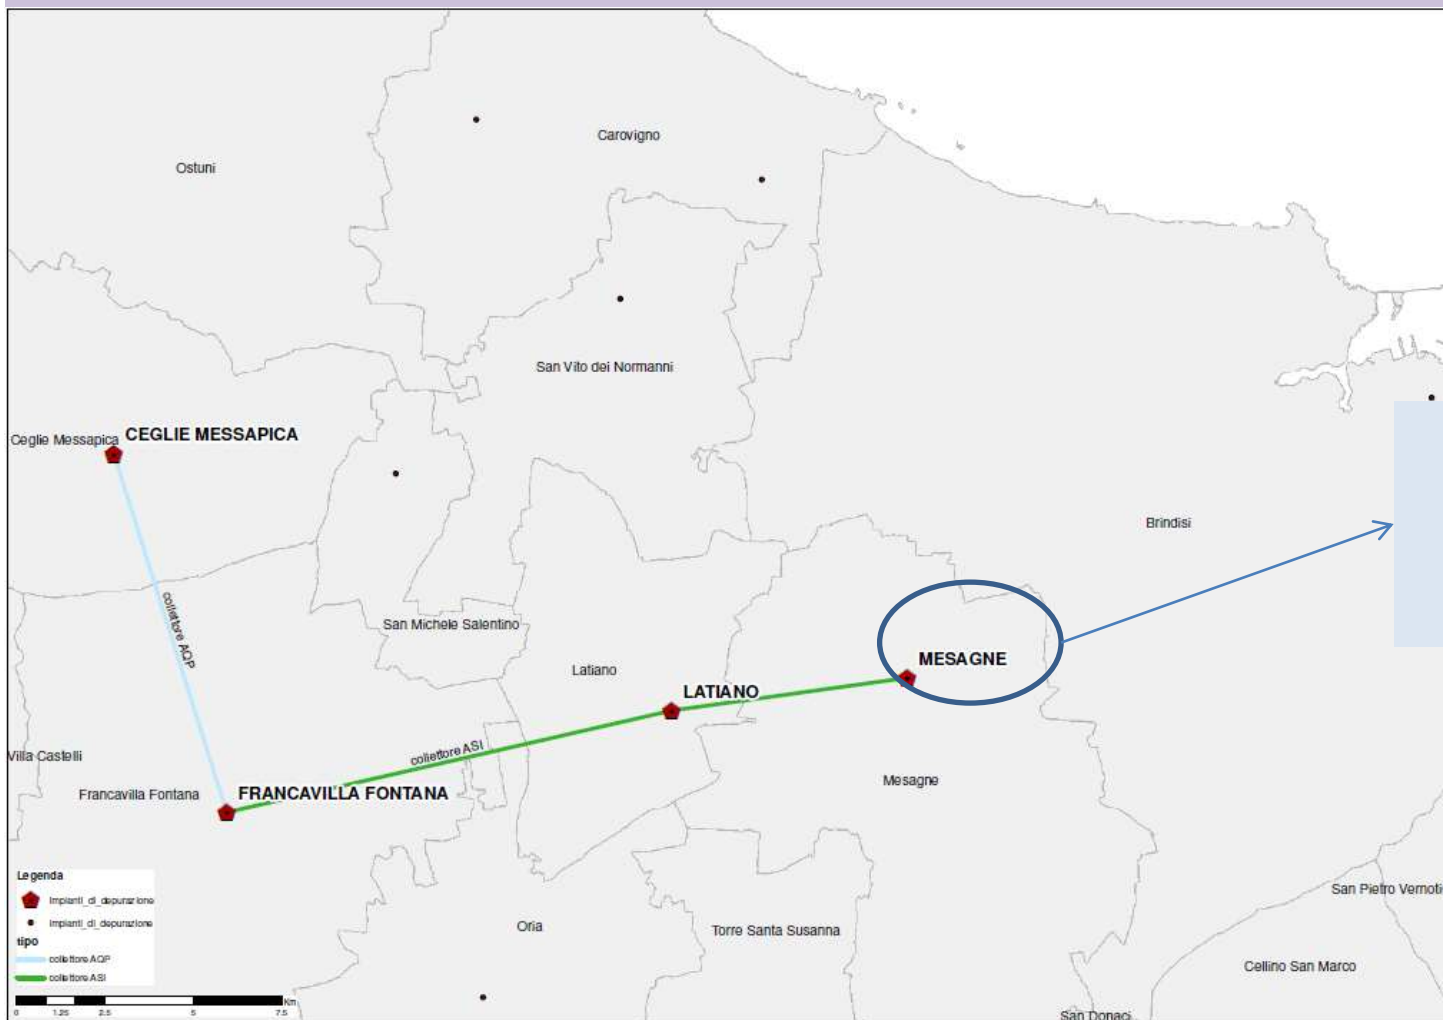 Carovigno
Ostuni
San Vito dei Normanni
Ceglie Messapica
CEGLIE MESSAPICA
Brindisi
collettore AQP
San Michele Salentino
Latiano
MESAGNE
LATIANO
collettore ASI
Villa Castelli
Mesagne
Francavilla Fontana
FRANCAVILLA FONTANA
Legenda
Impianti_di_depurazione
Impianti_di_depurazione
tipo
collettore AQP
collettore ASI
Km
0 1.25 2.5 5 7.5
San Pietro Vernoti
Oria
Torre Santa Susanna
Cellino San Marco
San Donaci